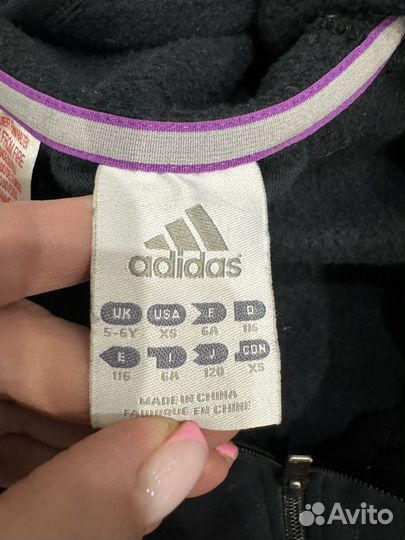 adidas
UK USA F D
5-6Y XS 6A 116
E I J CDN
116 6A 120 XS
MADE IN CHINA
FABRIQUE EN CHINE
Avito